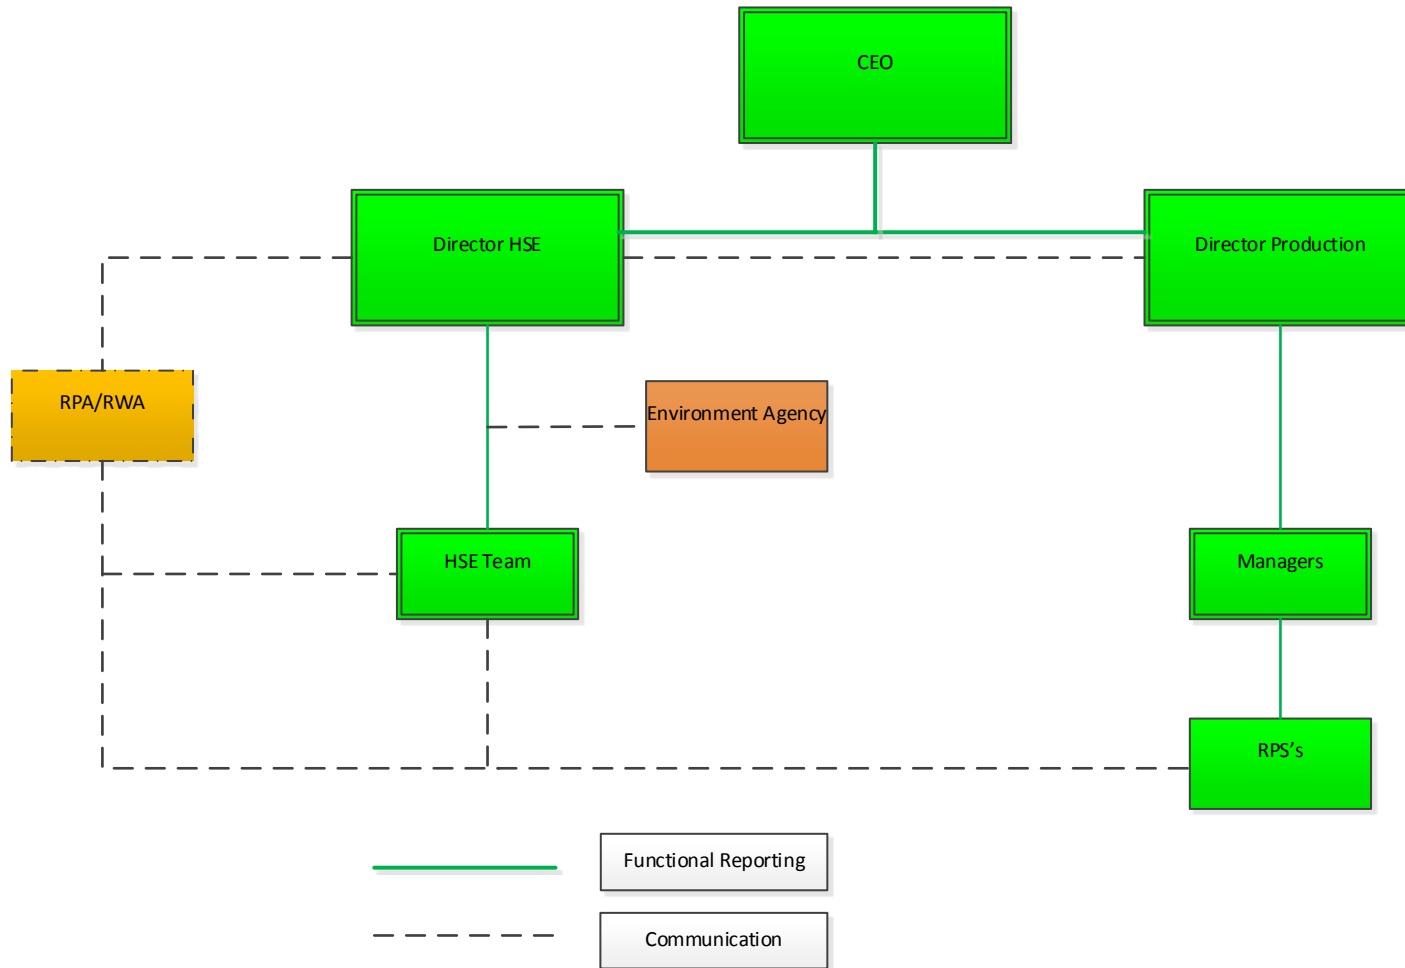 CEO
Director HSE
Director Production
RPA/RWA
Environment Agency
HSE Team
Managers
RPS’s
Functional Reporting
Communication